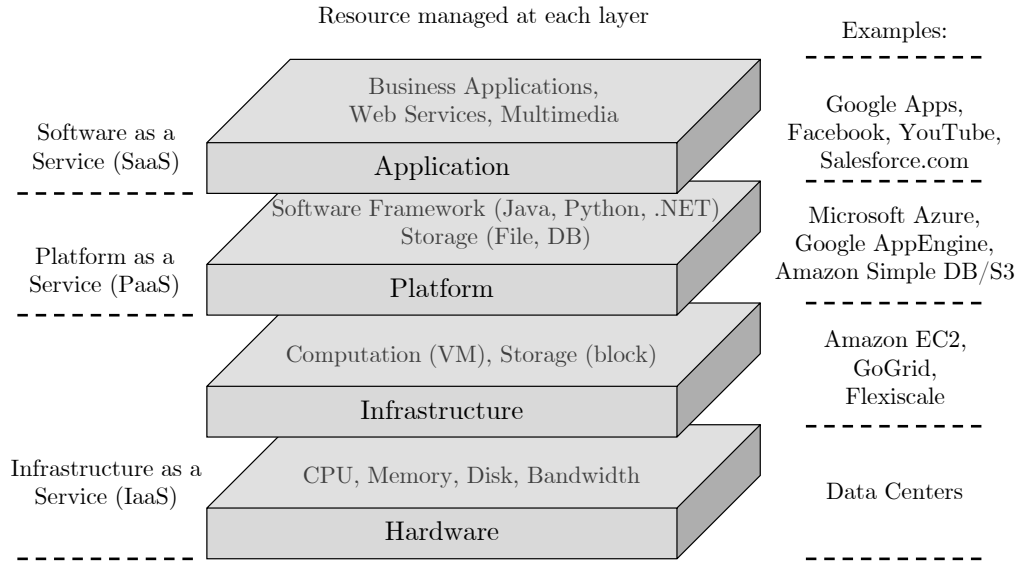 Resource managed at each layer
Examples:
Business Applications,
Web Services, Multimedia
Application
Software as a
Service (SaaS)
Google Apps,
Facebook, YouTube,
Salesforce.com
Software Framework (Java, Python, .NET)
Storage (File, DB)
Platform
Platform as a
Service (PaaS)
Microsoft Azure,
Google AppEngine,
Amazon Simple DB/S3
Computation (VM), Storage (block)
Infrastructure
Amazon EC2,
GoGrid,
Flexiscale
Infrastructure as a
Service (IaaS)
CPU, Memory, Disk, Bandwidth
Hardware
Data Centers